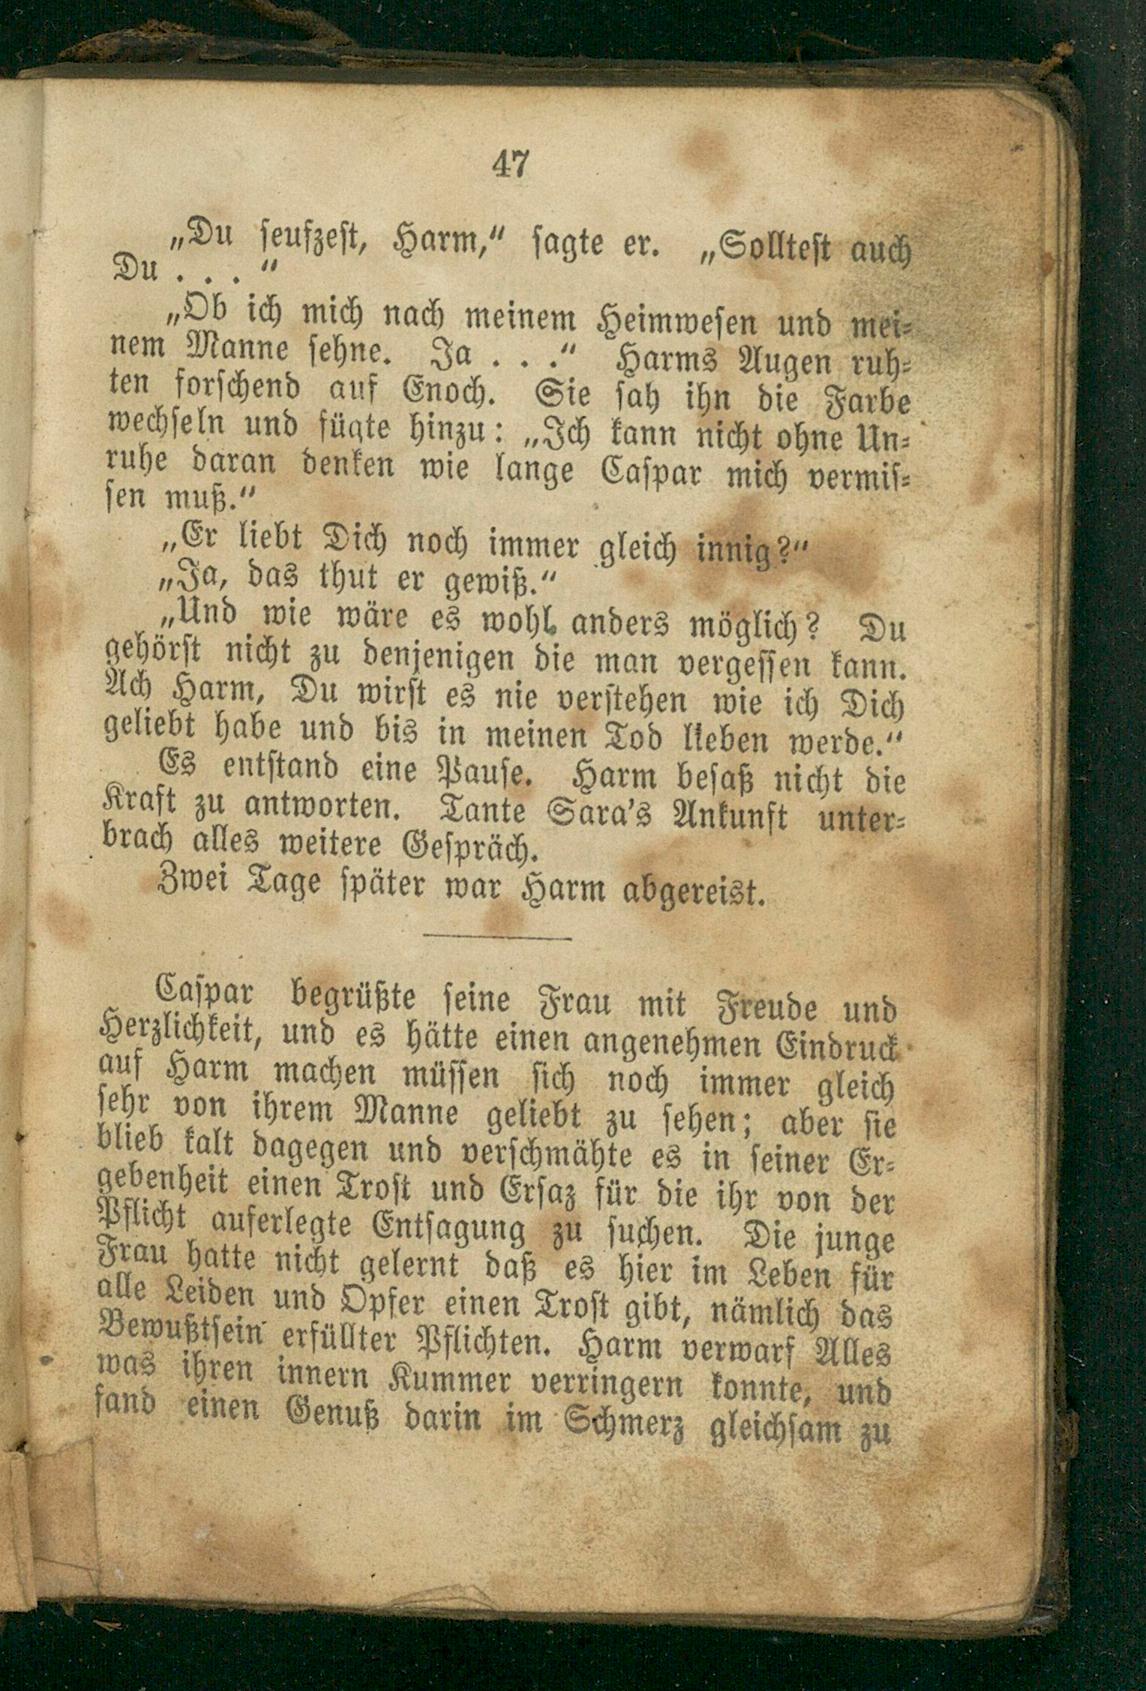 47
„Du seufzest, Harm,“ sagte er. „Solltest auch
Du . . . “
„Ob ich mich nach meinem Heimwesen und mei-
nem Manne sehne. Ja . . .“ Harms Augen ruh-
ten forschend auf Enoch. Sie sah ihn die Farbe
wechseln und fügte hinzu: „Ich kann nicht ohne Un-
ruhe daran denken wie lange Caspar mich vermis-
sen muß.“
„Er liebt Dich noch immer gleich innig?“
„Ja, das thut er gewiß.“
„Und wie wäre es wohl anders möglich? Du
gehörst nicht zu denjenigen die man vergessen kann.
Ach Harm, Du wirst es nie verstehen wie ich Dich
geliebt habe und bis in meinen Tod lieben werde.“
Es entstand eine Pause. Harm besaß nicht die
Kraft zu antworten. Tante Sara's Ankunft unter-
brach alles weitere Gespräch.
Zwei Tage später war Harm abgereist.
Caspar begrüßte seine Frau mit Freude und
Herzlichkeit, und es hätte einen angenehmen Eindruck
auf Harm machen müssen sich noch immer gleich
sehr von ihrem Manne geliebt zu sehen; aber sie
blieb kalt dagegen und verschmähte es in seiner Er-
gebenheit einen Trost und Ersaz für die ihr von der
Pflicht auferlegte Entsagung zu suchen. Die junge
Frau hatte nicht gelernt daß es hier im Leben für
alle Leiden und Opfer einen Trost gibt, nämlich das
Bewußtsein erfüllter Pflichten. Harm verwarf Alles
was ihren innern Kummer verringern konnte, und
fand einen Genuß darin im Schmerz gleichsam zu